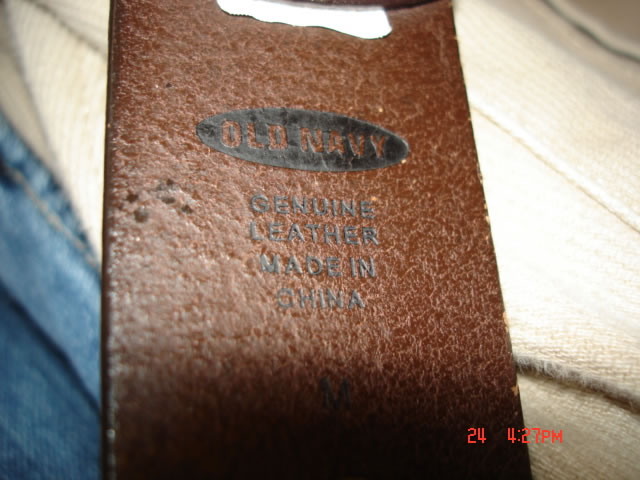 OLD NAVY
GENUINE
LEATHER
MADE IN
CHINA
M
24 4:27PM